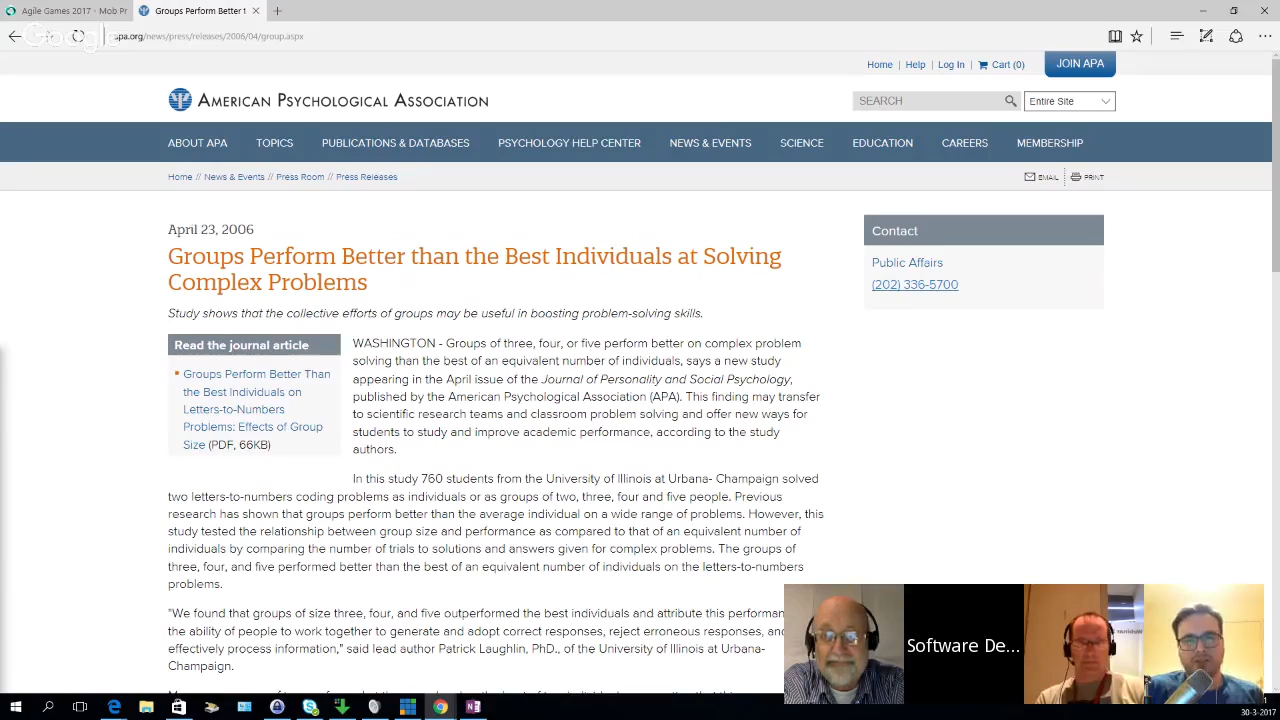 Agile Games 2017 - Mob Pr
Groups Perform Better t
Google
apa.org/news/press/releases/2006/04/group.aspx
Home | Help | Log In | Cart (0)
JOIN APA
AMERICAN PSYCHOLOGICAL ASSOCIATION
SEARCH
Entire Site
ABOUT APA TOPICS PUBLICATIONS & DATABASES PSYCHOLOGY HELP CENTER NEWS & EVENTS SCIENCE EDUCATION CAREERS MEMBERSHIP
Home // News & Events // Press Room // Press Releases
EMAIL PRINT
April 23, 2006
Groups Perform Better than the Best Individuals at Solving
Complex Problems
Study shows that the collective efforts of groups may be useful in boosting problem-solving skills.
Read the journal article
Groups Perform Better Than
the Best Individuals on
Letters-to-Numbers
Problems: Effects of Group
Size (PDF, 66KB)
WASHINGTON - Groups of three, four, or five perform better on complex problem
solving than the best of an equivalent number of individuals, says a new study
appearing in the April issue of the Journal of Personality and Social Psychology,
published by the American Psychological Association (APA). This finding may transfer
to scientific research teams and classroom problem solving and offer new ways for
students to study and improve academic performance, according to the study
authors.
In this study 760 students from the University of Illinois at Urbana- Champaign solved
two letters-to-numbers coding problems as individuals or as groups of two, three, four and five people. Previous
research has shown that groups perform better than the average individual on a wide range of problems. However, this
study tested the relationship between group size and performance as compared to that of an equivalent number of
individuals by comparing the number of trials to solutions and answers given for complex problems. The groups of
three, four, and five performed better than the best individuals on the letters-to-numbers
problems.
"We found that groups of size three, four, and five outperformed the best individuals and attribute this performan
the ability of people to work together to generate and adopt correct responses, reject erroneous responses, and
effectively process information," said lead author Patrick Laughlin, PhD., of the University of Illinois at Urbana-
Champaign.
Contact
Public Affairs
(202) 336-5700
Software De...
30-3-2017